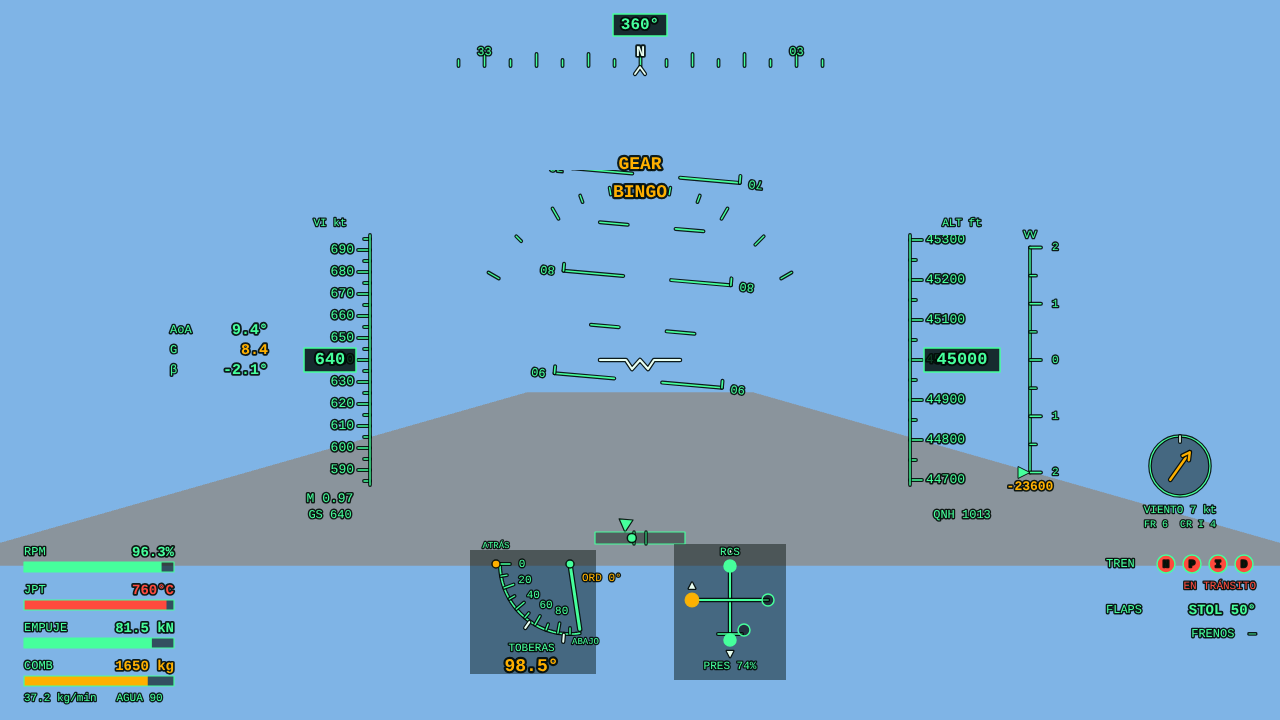 360°
33 N 03
GEAR
70
BINGO
VI kt
ALT ft
VV
690
680
670
660
650
640
630
620
610
600
590
45300
45200
45100
45000
44900
44800
44700
2
1
0
1
2
-23600
80 80
90 90
AoA 9.4°
G 8.4
β -2.1°
M 0.97
GS 640
QNH 1013
VIENTO 7 kt
FR 6 CR I 4
RPM 96.3%
JPT 760°C
EMPUJE 81.5 kN
COMB 1650 kg
37.2 kg/min AGUA 90
ATRÁS
0
20
40
60
80
ORD 0°
ABAJO
TOBERAS
98.5°
RCS
PRES 74%
TREN
EN TRÁNSITO
FLAPS STOL 50°
FRENOS —